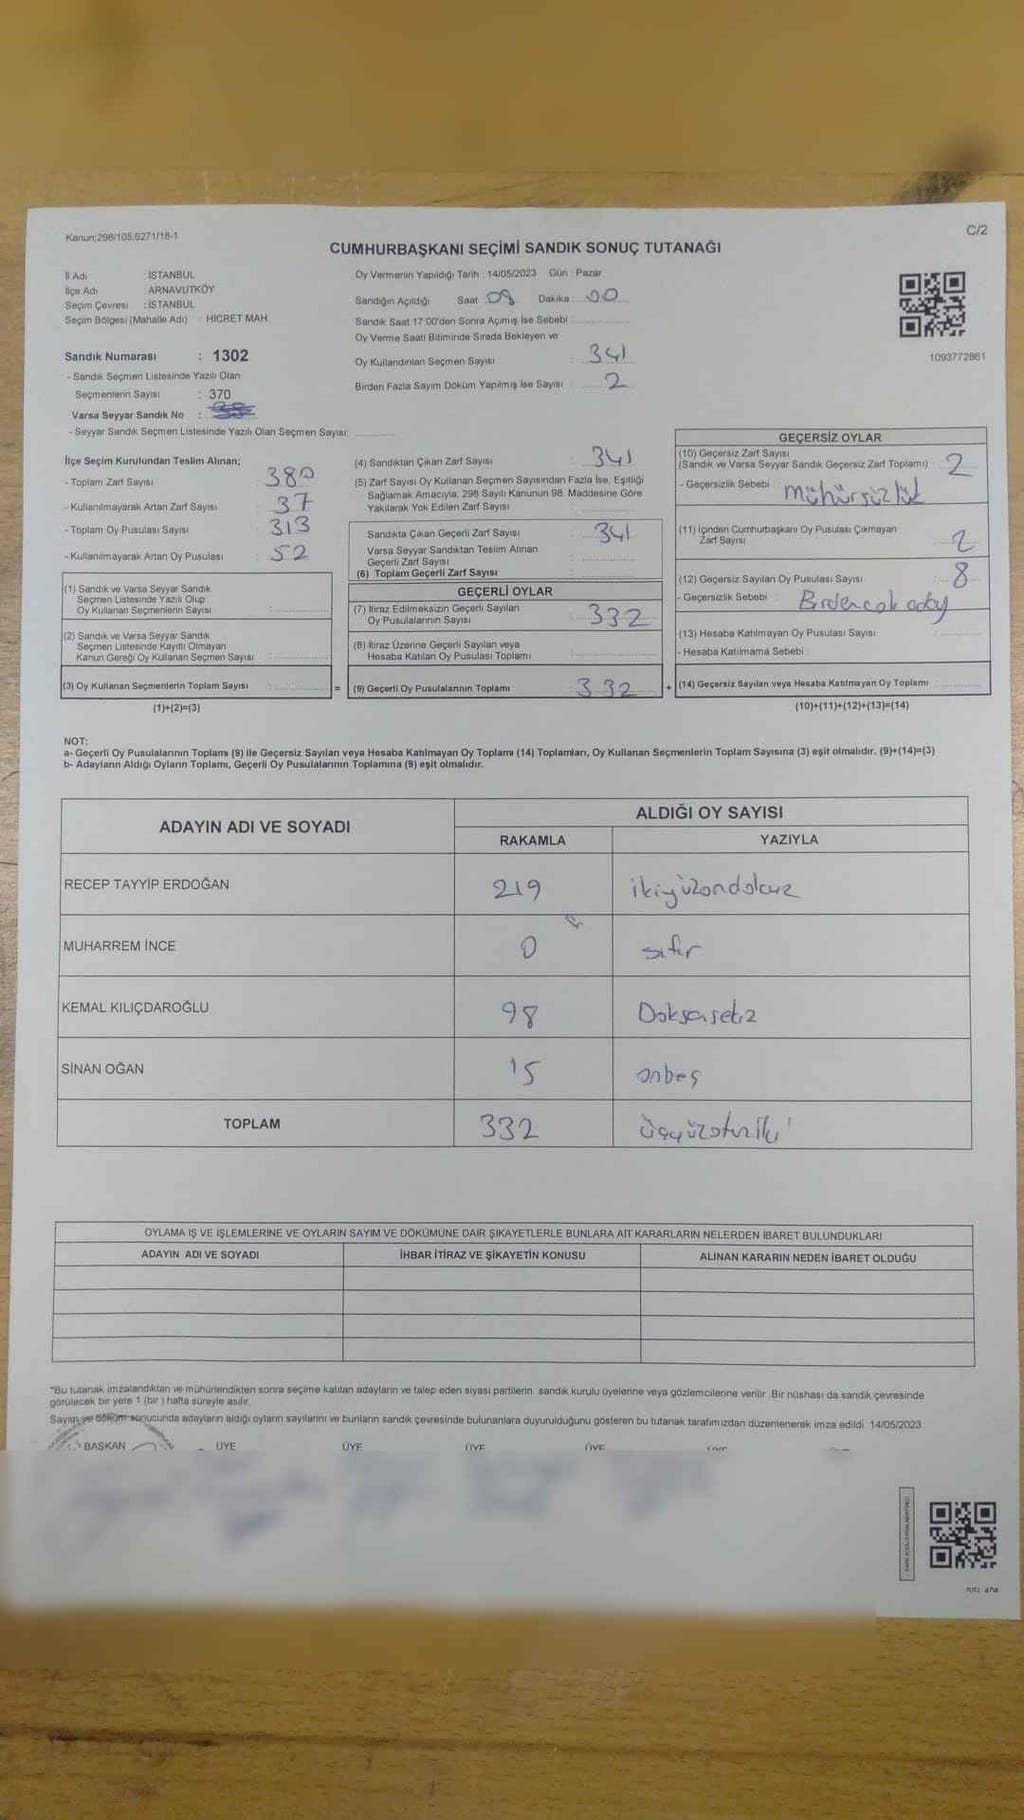 Kanun;298/105.6271/18-1
C/2
CUMHURBAŞKANI SEÇİMİ SANDIK SONUÇ TUTANAĞI
İl Adı : İSTANBUL
İlçe Adı : ARNAVUTKÖY
Seçim Çevresi : İSTANBUL
Seçim Bölgesi (Mahalle Adı) : HİCRET MAH.
Sandık Numarası : 1302
- Sandık Seçmen Listesinde Yazılı Olan
Seçmenlerin Sayısı : 370
Varsa Seyyar Sandık No :
- Seyyar Sandık Seçmen Listesinde Yazılı Olan Seçmen Sayısı:
Oy Vermenin Yapıldığı Tarih : 14/05/2023 Gün : Pazar
Sandığın Açıldığı Saat 08 Dakika : 00
Sandık Saat 17:00'den Sonra Açımış İse Sebebi :
Oy Verme Saati Bitiminde Sırada Bekleyen ve
Oy Kullandırılan Seçmen Sayısı : 341
Birden Fazla Sayım Döküm Yapılmış İse Sayısı : 2
1093772861
İlçe Seçim Kurulundan Teslim Alınan;
- Toplam Zarf Sayısı : 380
- Kullanılmayarak Artan Zarf Sayısı : 37
- Toplam Oy Pusulası Sayısı : 313
- Kullanılmayarak Artan Oy Pusulası : 52
(1) Sandık ve Varsa Seyyar Sandık
Seçmen Listesinde Yazılı Olup
Oy Kullanan Seçmenlerin Sayısı :
(2) Sandık ve Varsa Seyyar Sandık
Seçmen Listesinde Kayıtlı Olmayan
Kanun Gereği Oy Kullanan Seçmen Sayısı :
(3) Oy Kullanan Seçmenlerin Toplam Sayısı :
(1)+(2)=(3)
(4) Sandıktan Çıkan Zarf Sayısı : 341
(5) Zarf Sayısı Oy Kullanan Seçmen Sayısından Fazla İse, Eşitliği
Sağlamak Amacıyla; 298 Sayılı Kanunun 98. Maddesine Göre
Yakılarak Yok Edilen Zarf Sayısı :
Sandıkta Çıkan Geçerli Zarf Sayısı : 341
Varsa Seyyar Sandıktan Teslim Alınan
Geçerli Zarf Sayısı :
(6) Toplam Geçerli Zarf Sayısı :
GEÇERLİ OYLAR
(7) İtiraz Edilmeksizin Geçerli Sayılan
Oy Pusulalarının Sayısı : 332
(8) İtiraz Üzerine Geçerli Sayılan veya
Hesaba Katılan Oy Pusulası Toplamı :
= (9) Geçerli Oy Pusulalarının Toplamı : 332 +
GEÇERSİZ OYLAR
(10) Geçersiz Zarf Sayısı
(Sandık ve Varsa Seyyar Sandık Geçersiz Zarf Toplamı) : 2
- Geçersizlik Sebebi : mühürsüzlük
(11) İçinden Cumhurbaşkanı Oy Pusulası Çıkmayan
Zarf Sayısı : 2
(12) Geçersiz Sayılan Oy Pusulası Sayısı : 8
- Geçersizlik Sebebi : Birden çok aday
(13) Hesaba Katılmayan Oy Pusulası Sayısı :
- Hesaba Katılmama Sebebi :
(14) Geçersiz Sayılan veya Hesaba Katılmayan Oy Toplamı :
(10)+(11)+(12)+(13)=(14)
NOT:
a- Geçerli Oy Pusulalarının Toplamı (9) ile Geçersiz Sayılan veya Hesaba Katılmayan Oy Toplamı (14) Toplamları, Oy Kullanan Seçmenlerin Toplam Sayısına (3) eşit olmalıdır. (9)+(14)=(3)
b- Adayların Aldığı Oyların Toplamı, Geçerli Oy Pusulalarının Toplamına (9) eşit olmalıdır.
ADAYIN ADI VE SOYADI
ALDIĞI OY SAYISI
RAKAMLA YAZIYLA
RECEP TAYYİP ERDOĞAN 219 ikiyüzondokuz
MUHARREM İNCE 0 sıfır
KEMAL KILIÇDAROĞLU 98 Doksansekiz
SİNAN OĞAN 15 onbeş
TOPLAM 332 üçyüzotuziki
OYLAMA İŞ VE İŞLEMLERİNE VE OYLARIN SAYIM VE DÖKÜMÜNE DAİR ŞİKAYETLERLE BUNLARA AİT KARARLARIN NELERDEN İBARET BULUNDUKLARI
ADAYIN ADI VE SOYADI İHBAR İTİRAZ VE ŞİKAYETİN KONUSU ALINAN KARARIN NEDEN İBARET OLDUĞU
*Bu tutanak imzalandıktan ve mühürlendikten sonra seçime katılan adayların ve talep eden siyasi partilerin sandık kurulu üyelerine veya gözlemcilerine verilir. Bir nüshası da sandık çevresinde
görülecek bir yere 1 (bir ) hafta süreyle asılır.
Sayım ve döküm sonucunda adayların aldığı oyların sayılarını ve bunların sandık çevresinde bulunanlara duyurulduğunu gösteren bu tutanak tarafımızdan düzenlenerek imza edildi. 14/05/2023
BAŞKAN ÜYE ÜYE ÜYE ÜYE